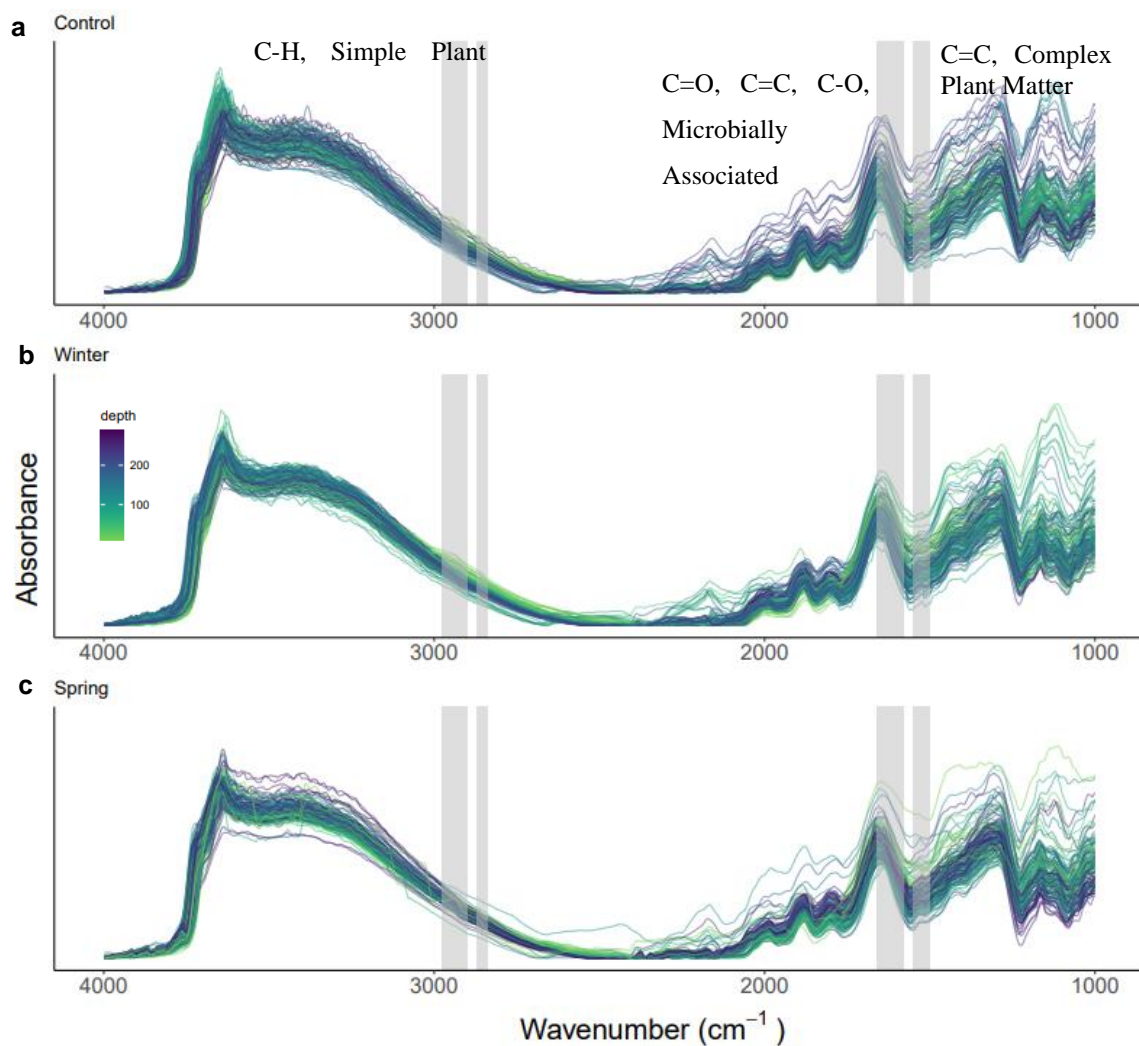 a
Control
C-H, Simple Plant
C=O, C=C, C-O,
Microbially
Associated
C=C, Complex
Plant Matter
4000
3000
2000
1000
b
Winter
depth
200
100
4000
3000
2000
1000
Absorbance
c
Spring
4000
3000
2000
1000
Wavenumber (cm⁻¹ )